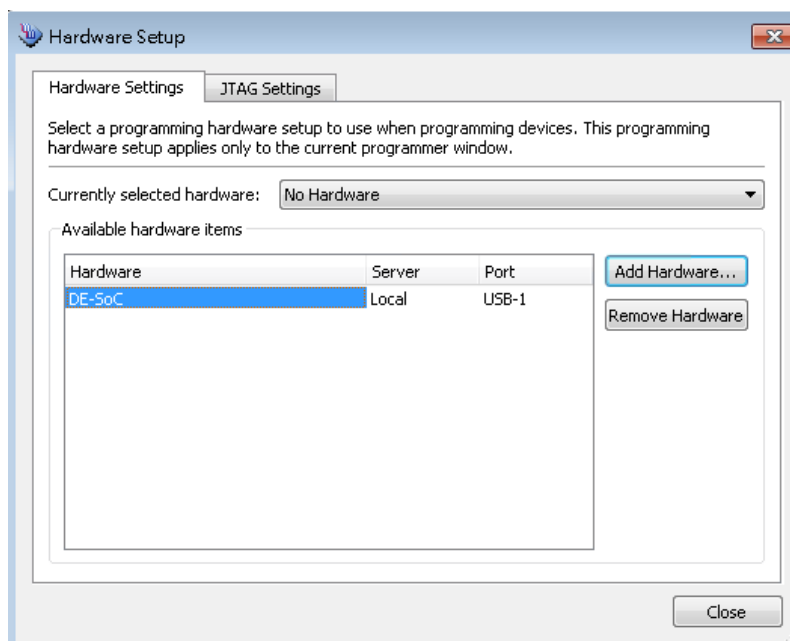 Hardware Setup
Hardware Settings
JTAG Settings
Select a programming hardware setup to use when programming devices. This programming
hardware setup applies only to the current programmer window.
Currently selected hardware:
No Hardware
Available hardware items
Hardware Server Port
DE-SoC Local USB-1
Add Hardware...
Remove Hardware
Close